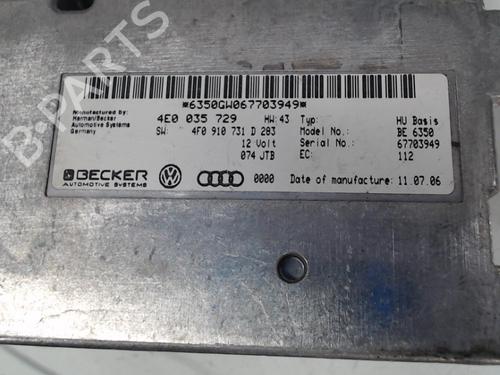 *6350GW067703949*
Manufactured by:
Harman/Becker
Automotive Systems
Germany
4E0 035 729 HW: 43 Typ: HU Basis
SW: 4F0 910 731 D 203 Model No.: BE 6350
12 Volt Serial No.: 67703949
074 JTB EC: 112
BECKER
AUTOMOTIVE SYSTEMS
0000 Date of manufacture: 11.07.06
B-PARTS